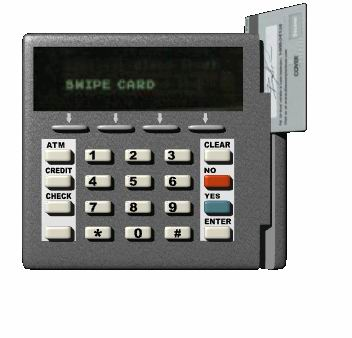 SWIPE CARD
ATM
CLEAR
1 2 3
CREDIT
NO
4 5 6
CHECK
YES
7 8 9
ENTER
* 0 #
COVER